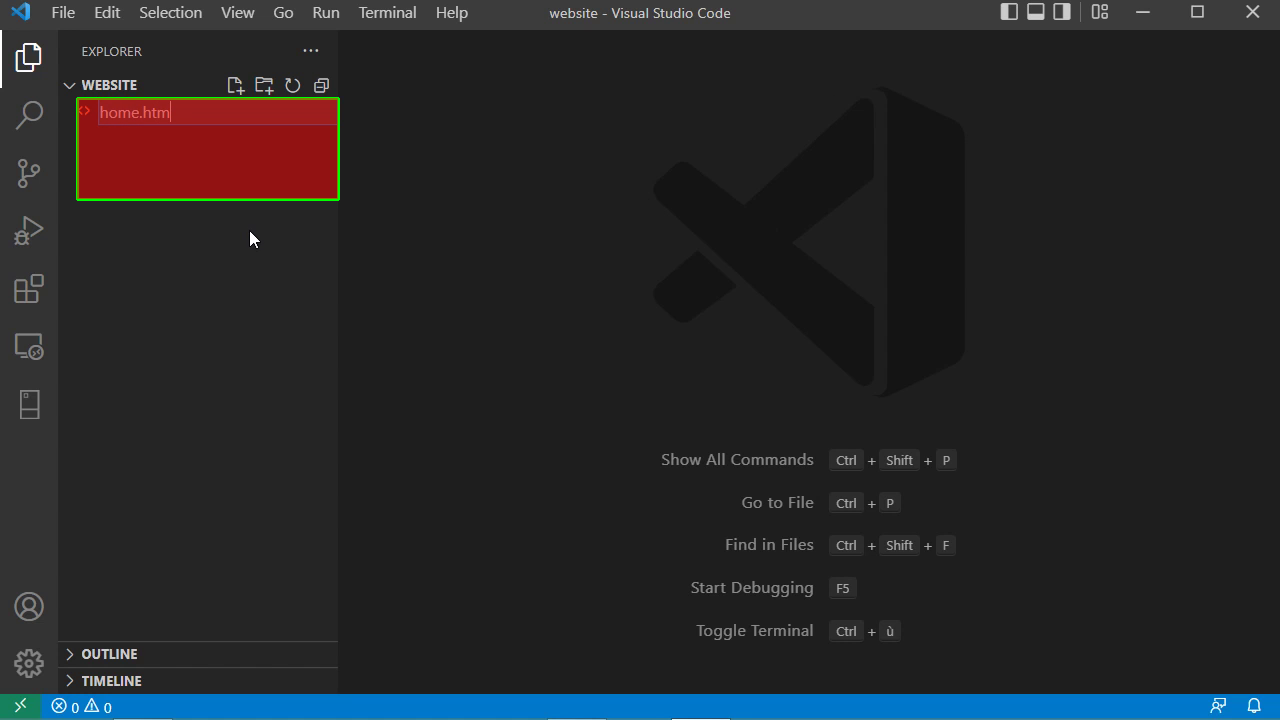 File Edit Selection View Go Run Terminal Help website - Visual Studio Code
EXPLORER
WEBSITE
home.htm
Show All Commands Ctrl + Shift + P
Go to File Ctrl + P
Find in Files Ctrl + Shift + F
Start Debugging F5
Toggle Terminal Ctrl + ù
OUTLINE
TIMELINE
0 0